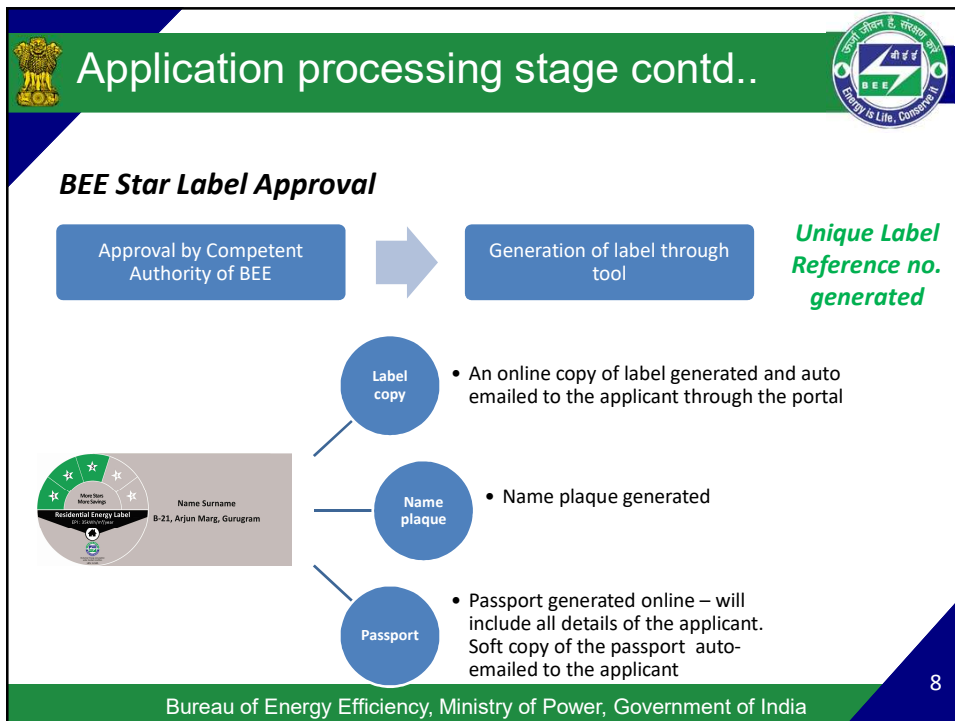 Application processing stage contd..
ऊर्जा जीवन है, संरक्षण करें
बी ई ई
BEE
Energy is Life, Conserve it
BEE Star Label Approval
Approval by Competent
Authority of BEE
Generation of label through
tool
Unique Label
Reference no.
generated
Label
copy
• An online copy of label generated and auto
emailed to the applicant through the portal
More Stars
More Savings
Residential Energy Label
Name Surname
B-21, Arjun Marg, Gurugram
Name
plaque
• Name plaque generated
Passport
• Passport generated online – will
include all details of the applicant.
Soft copy of the passport auto-
emailed to the applicant
8
Bureau of Energy Efficiency, Ministry of Power, Government of India